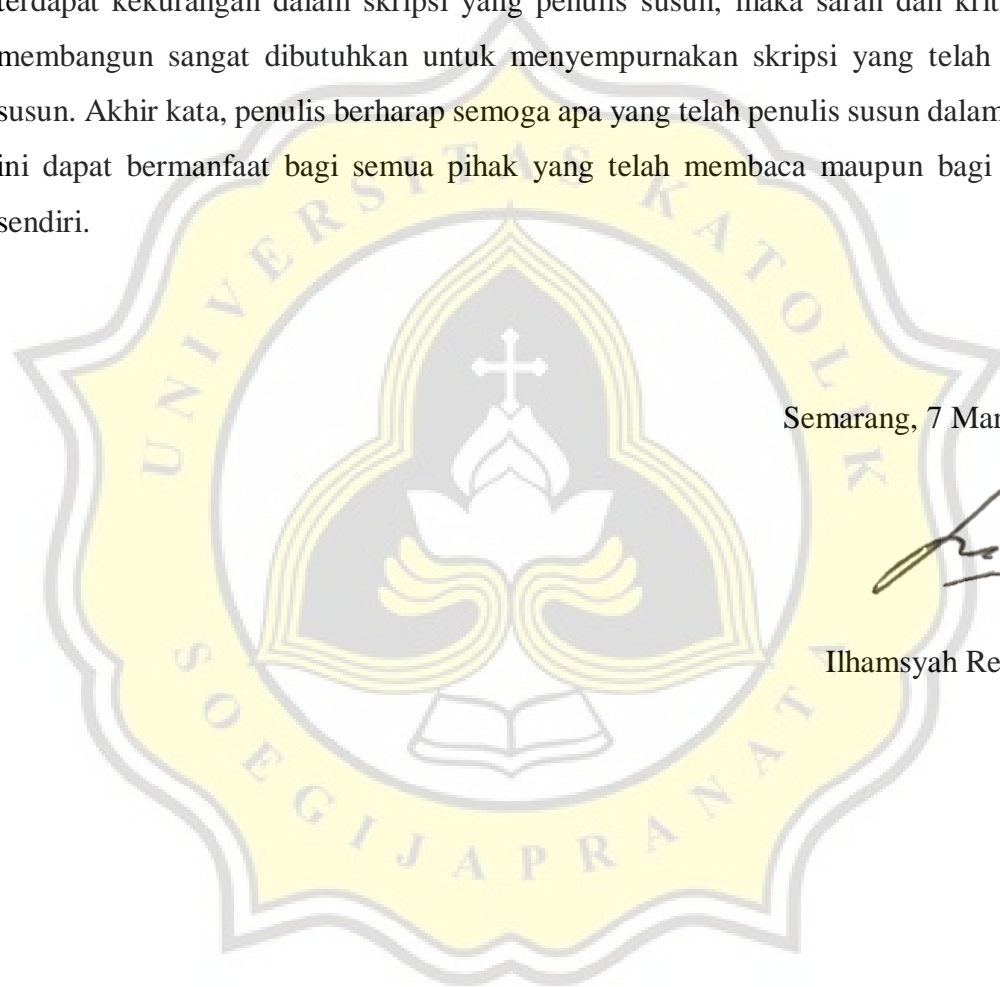 terdapat kekurangan dalam skripsi yang penulis susun, maka saran dan krit
membangun sangat dibutuhkan untuk menyempurnakan skripsi yang telah
susun. Akhir kata, penulis berharap semoga apa yang telah penulis susun dalam
ini dapat bermanfaat bagi semua pihak yang telah membaca maupun bagi
sendiri.
UNIVERSITAS KATOLIK
Semarang, 7 Mar
Ilhamsyah Re
SOEGIJAPRANAT